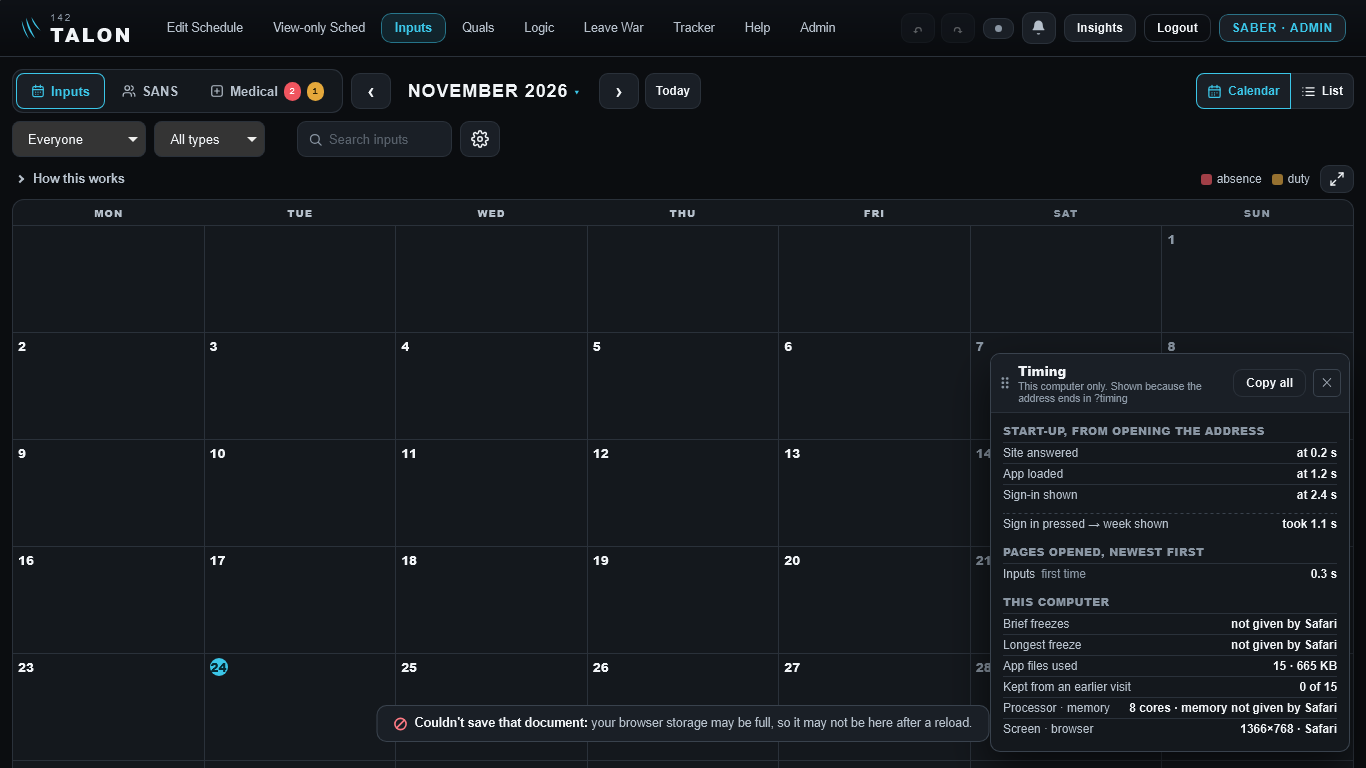 142
TALON
Edit Schedule
View-only Sched
Inputs
Quals
Logic
Leave War
Tracker
Help
Admin
Insights
Logout
SABER · ADMIN
Inputs
SANS
Medical 2 1
‹
NOVEMBER 2026
›
Today
Calendar
List
Everyone
All types
Search inputs
How this works
absence
duty
MON TUE WED THU FRI SAT SUN
1
2 3 4 5 6 7 8
9 10 11 12 13 14
16 17 18 19 20 21
23 24 25 26 27 28
Timing
This computer only. Shown because the
address ends in ?timing
Copy all
START-UP, FROM OPENING THE ADDRESS
Site answered at 0.2 s
App loaded at 1.2 s
Sign-in shown at 2.4 s
Sign in pressed → week shown took 1.1 s
PAGES OPENED, NEWEST FIRST
Inputs first time 0.3 s
THIS COMPUTER
Brief freezes not given by Safari
Longest freeze not given by Safari
App files used 15 · 665 KB
Kept from an earlier visit 0 of 15
Processor · memory 8 cores · memory not given by Safari
Screen · browser 1366×768 · Safari
Couldn't save that document: your browser storage may be full, so it may not be here after a reload.